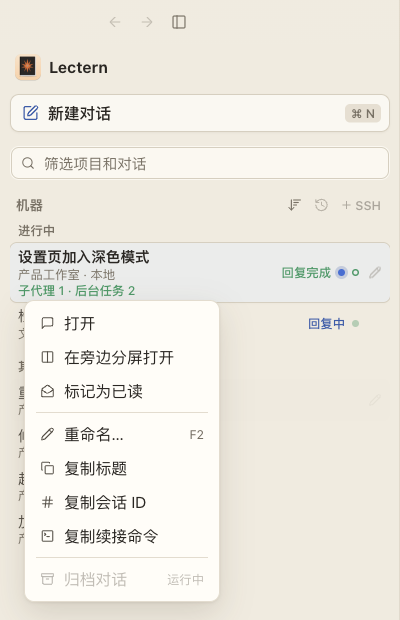 Lectern
新建对话
⌘ N
筛选项目和对话
机器
+ SSH
进行中
设置页加入深色模式
产品工作室 · 本地
回复完成
子代理 1 · 后台任务 2
回复中
打开
在旁边分屏打开
标记为已读
重命名... F2
复制标题
复制会话 ID
复制续接命令
归档对话 运行中